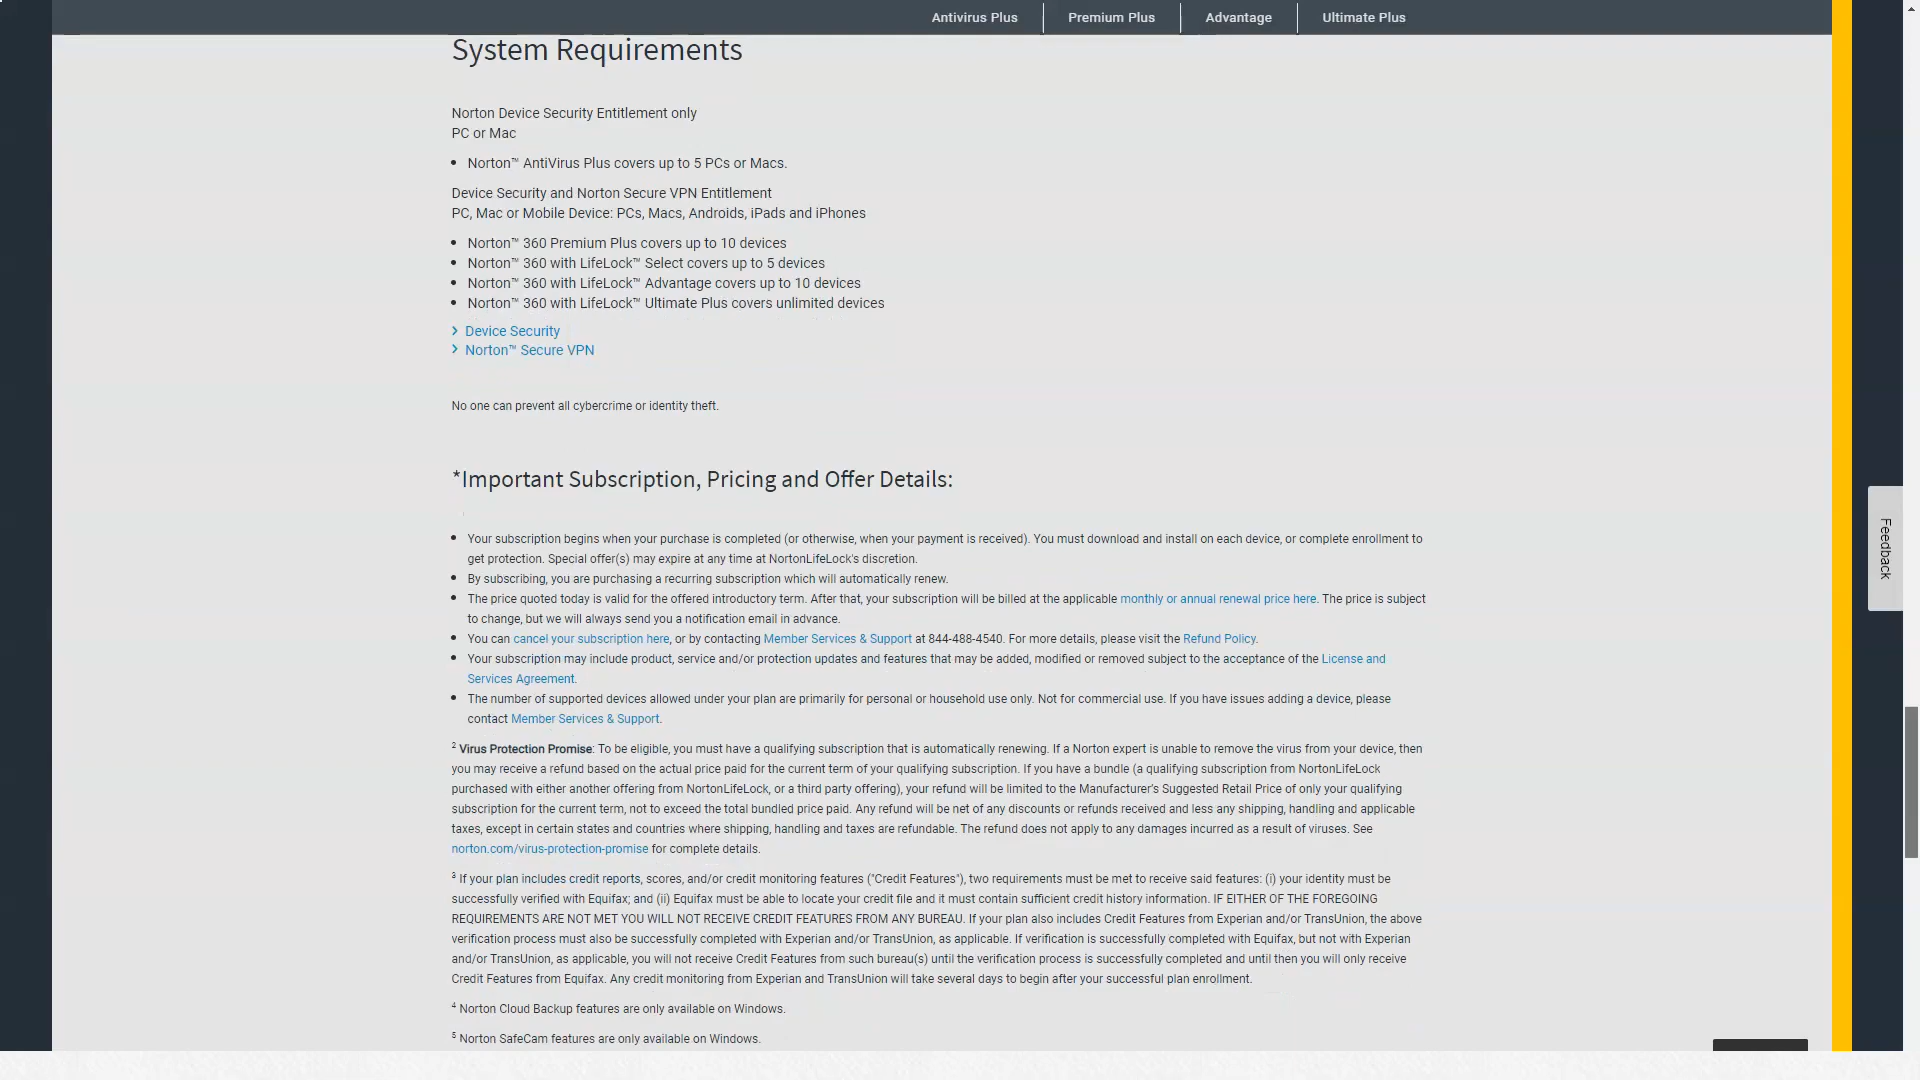 Antivirus Plus
Premium Plus
Advantage
Ultimate Plus
System Requirements
Norton Device Security Entitlement only
PC or Mac
• Norton™ AntiVirus Plus covers up to 5 PCs or Macs.
Device Security and Norton Secure VPN Entitlement
PC, Mac or Mobile Device: PCs, Macs, Androids, iPads and iPhones
• Norton™ 360 Premium Plus covers up to 10 devices
• Norton™ 360 with LifeLock™ Select covers up to 5 devices
• Norton™ 360 with LifeLock™ Advantage covers up to 10 devices
• Norton™ 360 with LifeLock™ Ultimate Plus covers unlimited devices
› Device Security
› Norton™ Secure VPN
No one can prevent all cybercrime or identity theft.
*Important Subscription, Pricing and Offer Details:
• Your subscription begins when your purchase is completed (or otherwise, when your payment is received). You must download and install on each device, or complete enrollment to
get protection. Special offer(s) may expire at any time at NortonLifeLock's discretion.
• By subscribing, you are purchasing a recurring subscription which will automatically renew.
• The price quoted today is valid for the offered introductory term. After that, your subscription will be billed at the applicable monthly or annual renewal price here. The price is subject
to change, but we will always send you a notification email in advance.
• You can cancel your subscription here, or by contacting Member Services & Support at 844-488-4540. For more details, please visit the Refund Policy.
• Your subscription may include product, service and/or protection updates and features that may be added, modified or removed subject to the acceptance of the License and
Services Agreement.
• The number of supported devices allowed under your plan are primarily for personal or household use only. Not for commercial use. If you have issues adding a device, please
contact Member Services & Support.
2 Virus Protection Promise: To be eligible, you must have a qualifying subscription that is automatically renewing. If a Norton expert is unable to remove the virus from your device, then
you may receive a refund based on the actual price paid for the current term of your qualifying subscription. If you have a bundle (a qualifying subscription from NortonLifeLock
purchased with either another offering from NortonLifeLock, or a third party offering), your refund will be limited to the Manufacturer's Suggested Retail Price of only your qualifying
subscription for the current term, not to exceed the total bundled price paid. Any refund will be net of any discounts or refunds received and less any shipping, handling and applicable
taxes, except in certain states and countries where shipping, handling and taxes are refundable. The refund does not apply to any damages incurred as a result of viruses. See
norton.com/virus-protection-promise for complete details.
3 If your plan includes credit reports, scores, and/or credit monitoring features ("Credit Features"), two requirements must be met to receive said features: (i) your identity must be
successfully verified with Equifax; and (ii) Equifax must be able to locate your credit file and it must contain sufficient credit history information. IF EITHER OF THE FOREGOING
REQUIREMENTS ARE NOT MET YOU WILL NOT RECEIVE CREDIT FEATURES FROM ANY BUREAU. If your plan also includes Credit Features from Experian and/or TransUnion, the above
verification process must also be successfully completed with Experian and/or TransUnion, as applicable. If verification is successfully completed with Equifax, but not with Experian
and/or TransUnion, as applicable, you will not receive Credit Features from such bureau(s) until the verification process is successfully completed and until then you will only receive
Credit Features from Equifax. Any credit monitoring from Experian and TransUnion will take several days to begin after your successful plan enrollment.
4 Norton Cloud Backup features are only available on Windows.
5 Norton SafeCam features are only available on Windows.
Feedback